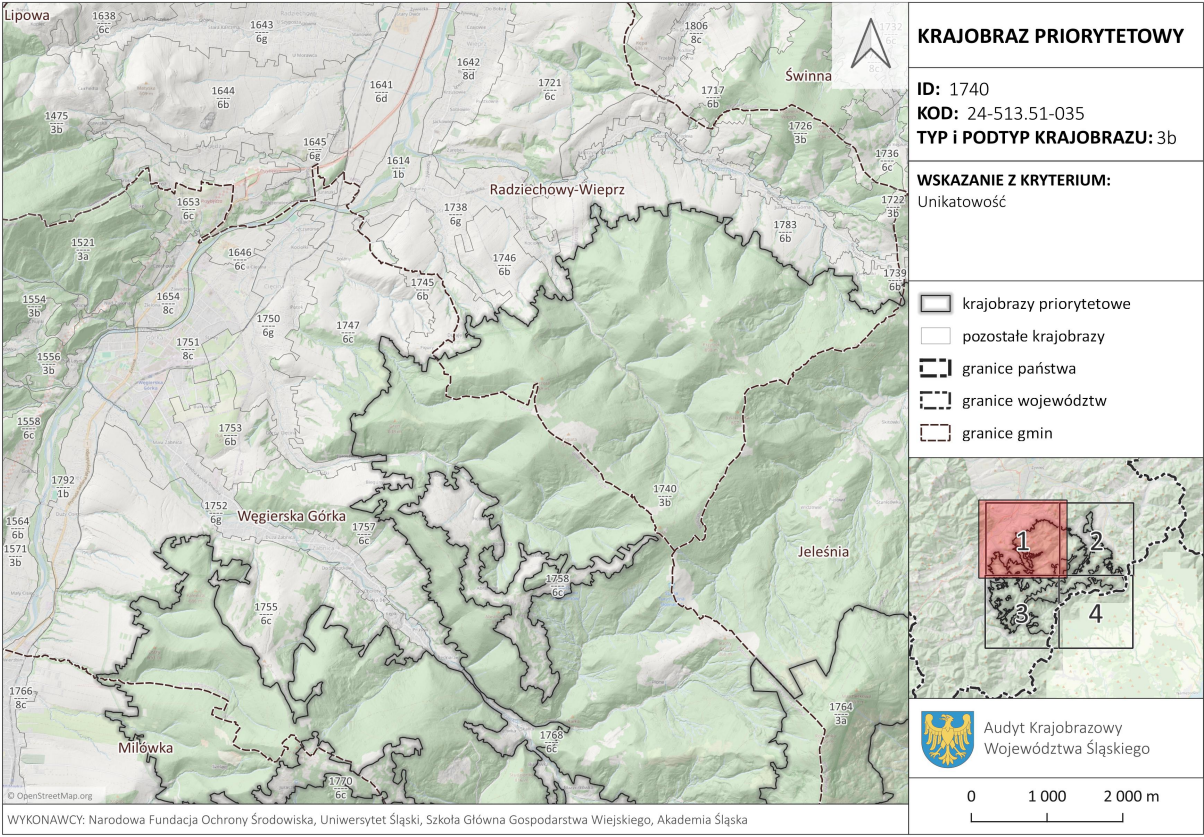 Lipowa
1638
6c
1643
6g
1641
6d
1642
8d
1806
8c
1732
6c
8c
Świnna
1644
6b
1721
6c
1717
6b
1475
3b
1726
3b
1645
6g
1614
1b
1736
6c
Radziechowy-Wieprz
1653
6c
1738
6g
1722
3b
1783
6b
1521
3a
1646
6c
1746
6b
1739
6b
1745
6b
1554
3b
1654
8c
1750
6g
1747
6c
1751
8c
1556
3b
1558
6c
1753
6b
1792
1b
1740
3b
1752
6g
Węgierska Górka
1757
6c
1564
6b
1571
3b
Jeleśnia
1758
6c
1755
6c
1766
8c
1764
3a
1768
6c
Milówka
1770
6c
© OpenStreetMap.org
WYKONAWCY: Narodowa Fundacja Ochrony Środowiska, Uniwersytet Śląski, Szkoła Główna Gospodarstwa Wiejskiego, Akademia Śląska
KRAJOBRAZ PRIORYTETOWY
ID: 1740
KOD: 24-513.51-035
TYP i PODTYP KRAJOBRAZU: 3b
WSKAZANIE Z KRYTERIUM:
Unikatowość
krajobrazy priorytetowe
pozostałe krajobrazy
granice państwa
granice województw
granice gmin
1
2
3
4
Audyt Krajobrazowy
Województwa Śląskiego
0 1 000 2 000 m